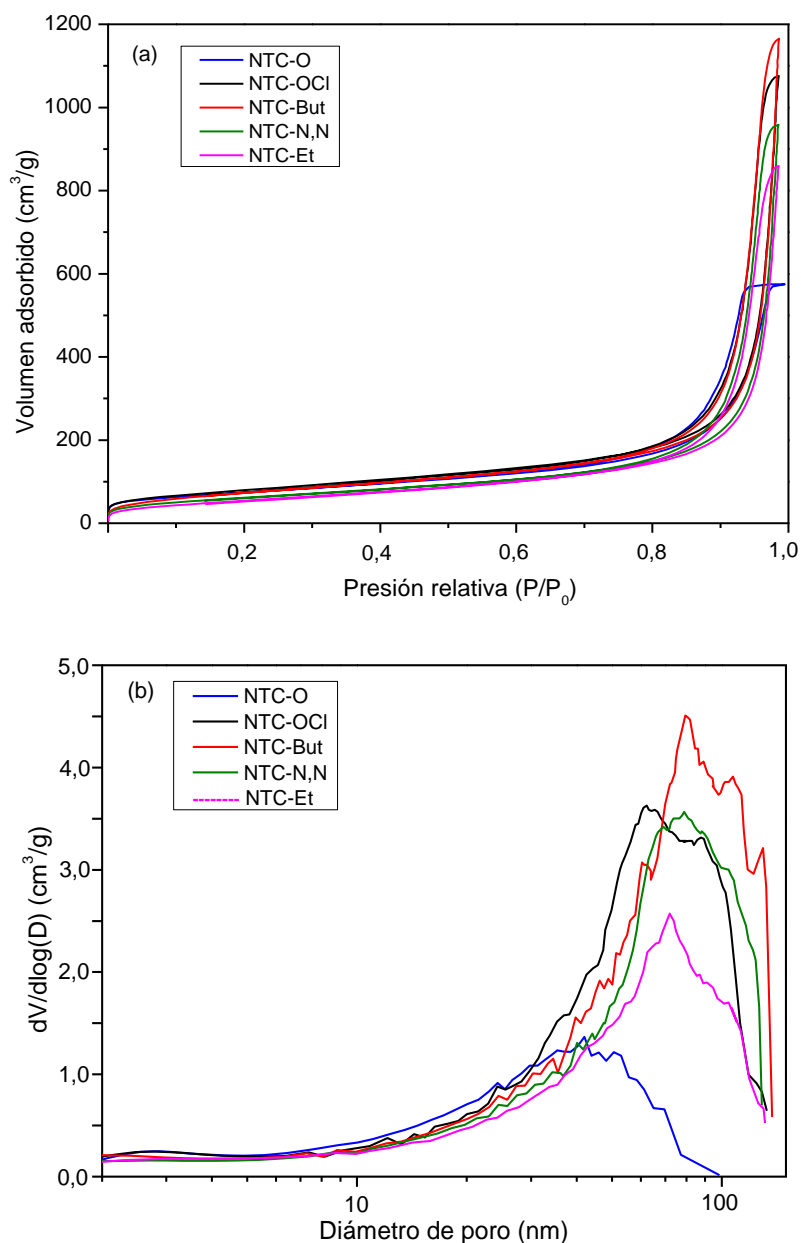 (a)
NTC-O
NTC-OCl
NTC-But
NTC-N,N
NTC-Et
1200
1000
800
600
400
200
0
0,2
0,4
0,6
0,8
1,0
Volumen adsorbido (cm³/g)
Presión relativa (P/P₀)
(b)
NTC-O
NTC-OCl
NTC-But
NTC-N,N
NTC-Et
5,0
4,0
3,0
2,0
1,0
0,0
10
100
dV/dlog(D) (cm³/g)
Diámetro de poro (nm)